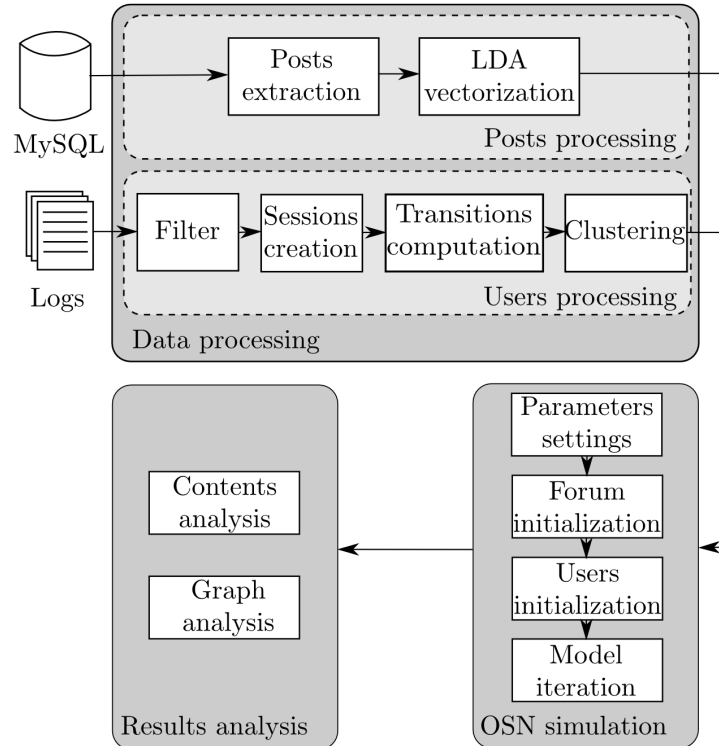 MySQL
Posts
extraction
LDA
vectorization
Posts processing
Logs
Filter
Sessions
creation
Transitions
computation
Clustering
Users processing
Data processing
Contents
analysis
Graph
analysis
Results analysis
Parameters
settings
Forum
initialization
Users
initialization
Model
iteration
OSN simulation